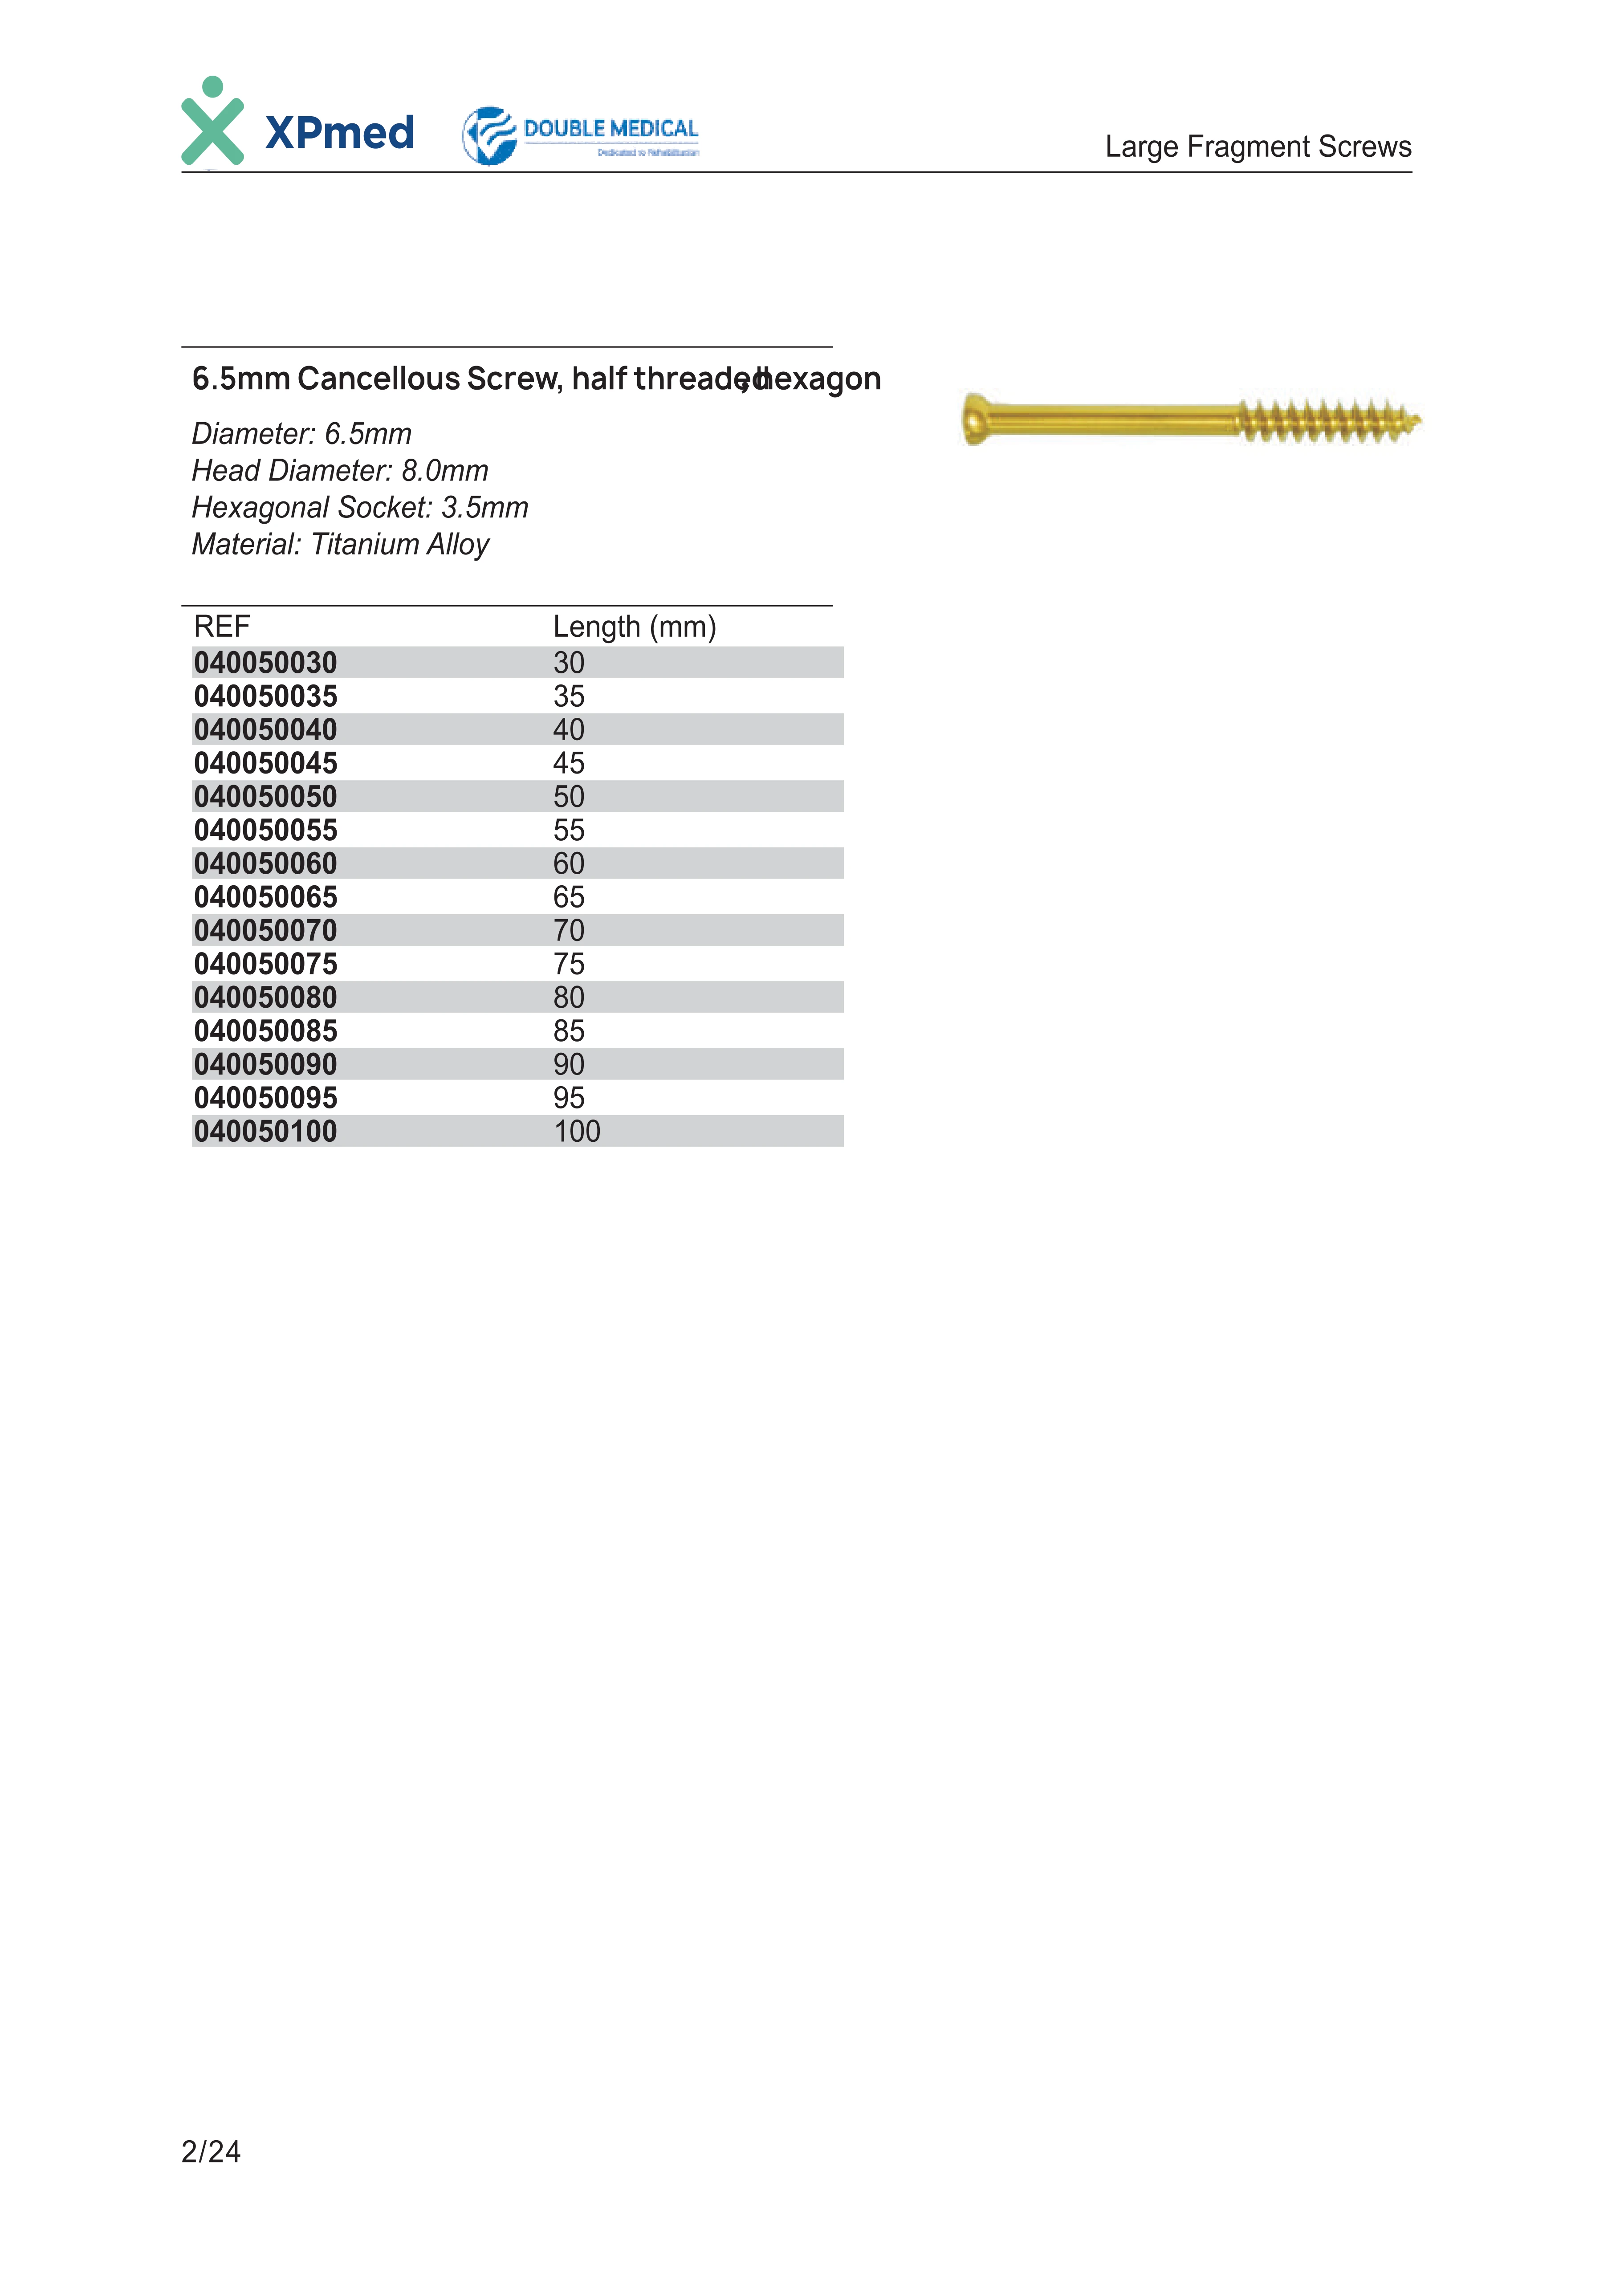 XPmed
DOUBLE MEDICAL
Dedicated to Rehabilitation
Large Fragment Screws
6.5mm Cancellous Screw, half threaded, hexagon
Diameter: 6.5mm
Head Diameter: 8.0mm
Hexagonal Socket: 3.5mm
Material: Titanium Alloy
REF Length (mm)
040050030 30
040050035 35
040050040 40
040050045 45
040050050 50
040050055 55
040050060 60
040050065 65
040050070 70
040050075 75
040050080 80
040050085 85
040050090 90
040050095 95
040050100 100
2/24